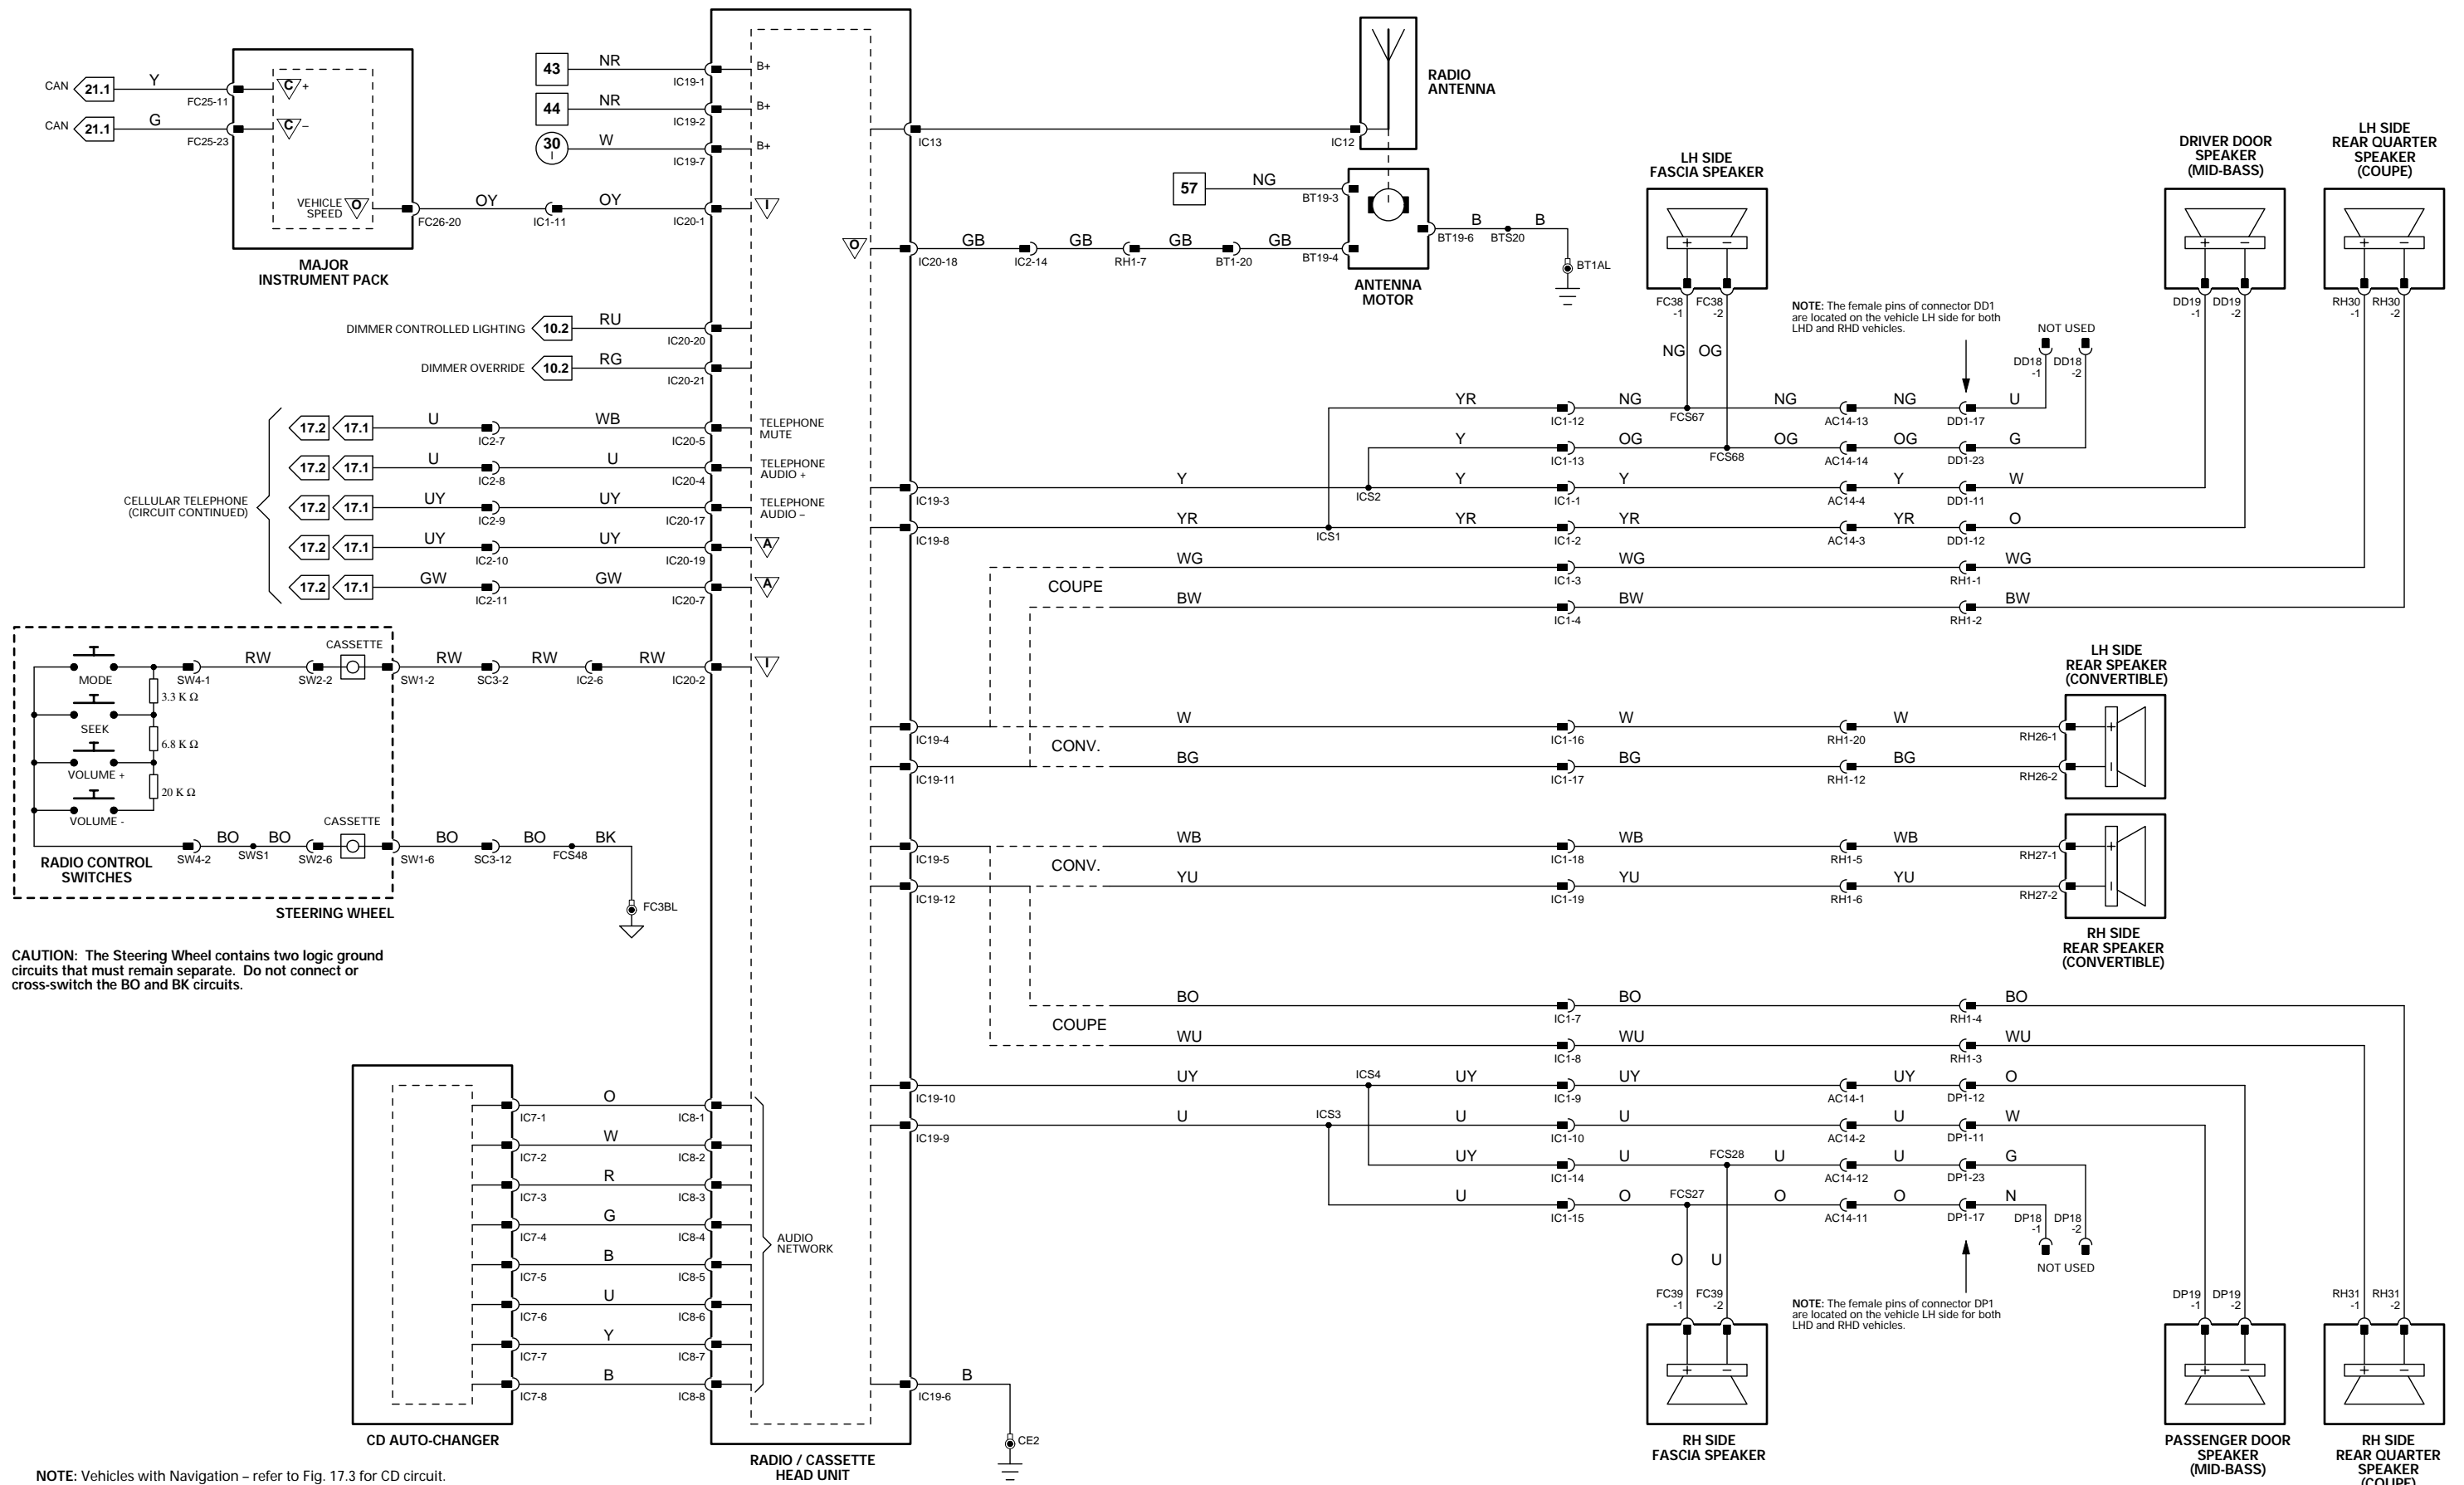 CAN
21.1
Y
FC25-11
C
+
CAN
21.1
G
FC25-23
C
–
VEHICLE
SPEED
O
FC26-20
OY
IC1-11
OY
IC20-1
I
MAJOR
INSTRUMENT PACK
43
NR
IC19-1
B+
44
NR
IC19-2
B+
30
I
W
IC19-7
B+
DIMMER CONTROLLED LIGHTING
10.2
RU
IC20-20
DIMMER OVERRIDE
10.2
RG
IC20-21
CELLULAR TELEPHONE
(CIRCUIT CONTINUED)
17.2
17.1
U
IC2-7
WB
IC20-5
TELEPHONE
MUTE
17.2
17.1
U
IC2-8
U
IC20-4
TELEPHONE
AUDIO +
17.2
17.1
UY
IC2-9
UY
IC20-17
TELEPHONE
AUDIO –
17.2
17.1
UY
IC2-10
UY
IC20-19
A
17.2
17.1
GW
IC2-11
GW
IC20-7
A
MODE
3.3 K Ω
SEEK
6.8 K Ω
VOLUME +
20 K Ω
VOLUME -
SW4-1
RW
SW2-2
CASSETTE
SW1-2
RW
SC3-2
RW
IC2-6
RW
IC20-2
I
SW4-2
BO
SWS1
BO
SW2-6
CASSETTE
SW1-6
BO
SC3-12
BO
FCS48
BK
FC3BL
RADIO CONTROL
SWITCHES
STEERING WHEEL
CAUTION: The Steering Wheel contains two logic ground
circuits that must remain separate. Do not connect or
cross-switch the BO and BK circuits.
IC7-1
O
IC8-1
IC7-2
W
IC8-2
IC7-3
R
IC8-3
IC7-4
G
IC8-4
IC7-5
B
IC8-5
IC7-6
U
IC8-6
IC7-7
Y
IC8-7
IC7-8
B
IC8-8
AUDIO
NETWORK
CD AUTO-CHANGER
NOTE: Vehicles with Navigation – refer to Fig. 17.3 for CD circuit.
RADIO / CASSETTE
HEAD UNIT
IC13
IC12
RADIO
ANTENNA
57
NG
BT19-3
O
IC20-18
GB
IC2-14
GB
RH1-7
GB
BT1-20
GB
BT19-4
BT19-6
B
BTS20
B
BT1AL
ANTENNA
MOTOR
LH SIDE
FASCIA SPEAKER
+
–
FC38
-1
FC38
-2
NG
OG
NOTE: The female pins of connector DD1
are located on the vehicle LH side for both
LHD and RHD vehicles.
NOT USED
DD18
-1
DD18
-2
DRIVER DOOR
SPEAKER
(MID-BASS)
+
–
DD19
-1
DD19
-2
LH SIDE
REAR QUARTER
SPEAKER
(COUPE)
+
–
RH30
-1
RH30
-2
YR
IC1-12
NG
FCS67
NG
AC14-13
NG
DD1-17
U
Y
IC1-13
OG
FCS68
OG
AC14-14
OG
DD1-23
G
IC19-3
Y
ICS2
Y
IC1-1
Y
AC14-4
Y
DD1-11
W
IC19-8
YR
ICS1
YR
IC1-2
YR
AC14-3
YR
DD1-12
O
COUPE
WG
IC1-3
WG
RH1-1
WG
BW
IC1-4
BW
RH1-2
BW
IC19-4
W
IC1-16
W
RH1-20
W
RH26-1
+
CONV.
IC19-11
BG
IC1-17
BG
RH1-12
BG
RH26-2
–
LH SIDE
REAR SPEAKER
(CONVERTIBLE)
IC19-5
WB
IC1-18
WB
RH1-5
WB
RH27-1
+
CONV.
IC19-12
YU
IC1-19
YU
RH1-6
YU
RH27-2
–
RH SIDE
REAR SPEAKER
(CONVERTIBLE)
COUPE
BO
IC1-7
BO
RH1-4
BO
WU
IC1-8
WU
RH1-3
WU
IC19-10
UY
ICS4
UY
IC1-9
UY
AC14-1
UY
DP1-12
O
IC19-9
U
ICS3
U
IC1-10
U
AC14-2
U
DP1-11
W
UY
IC1-14
U
FCS28
U
AC14-12
U
DP1-23
G
U
IC1-15
O
FCS27
O
AC14-11
O
DP1-17
N
DP18
-1
DP18
-2
NOT USED
O
U
FC39
-1
FC39
-2
+
–
RH SIDE
FASCIA SPEAKER
NOTE: The female pins of connector DP1
are located on the vehicle LH side for both
LHD and RHD vehicles.
DP19
-1
DP19
-2
+
–
PASSENGER DOOR
SPEAKER
(MID-BASS)
RH31
-1
RH31
-2
+
–
RH SIDE
REAR QUARTER
SPEAKER
(COUPE)
IC19-6
B
CE2